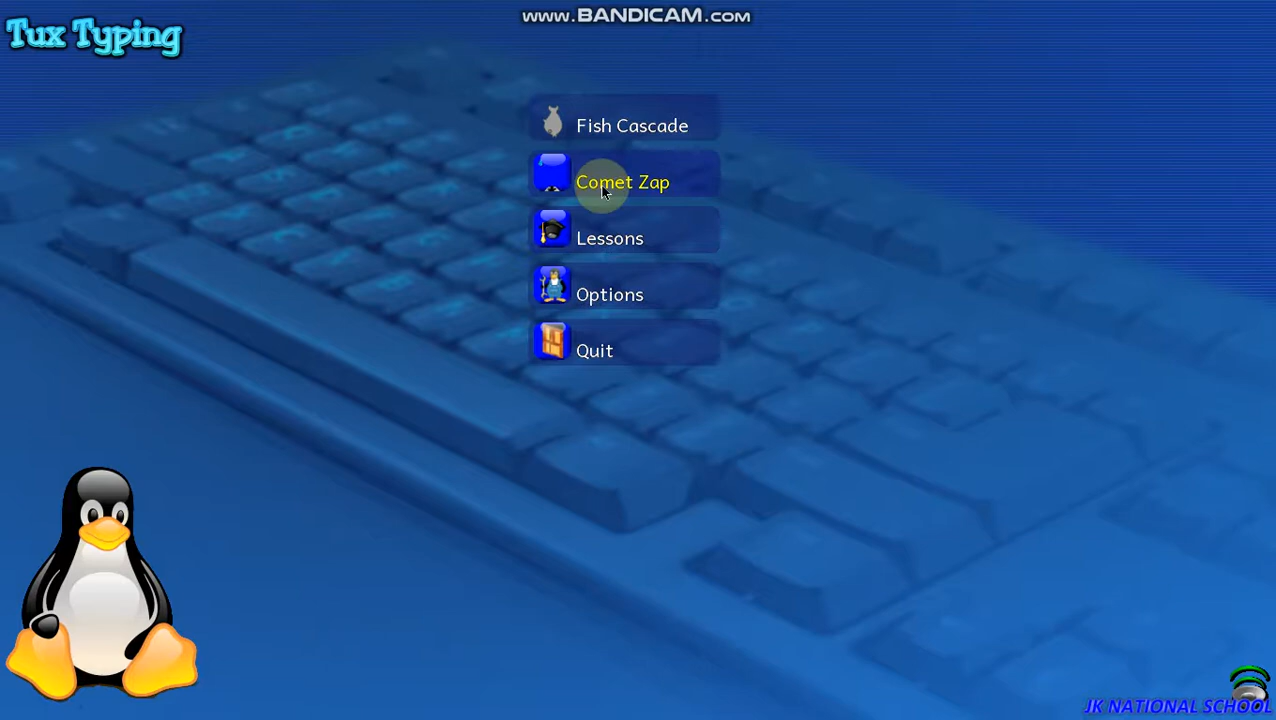 www.BANDICAM.com
Tux Typing
Fish Cascade
Comet Zap
Lessons
Options
Quit
JK NATIONAL SCHOOL